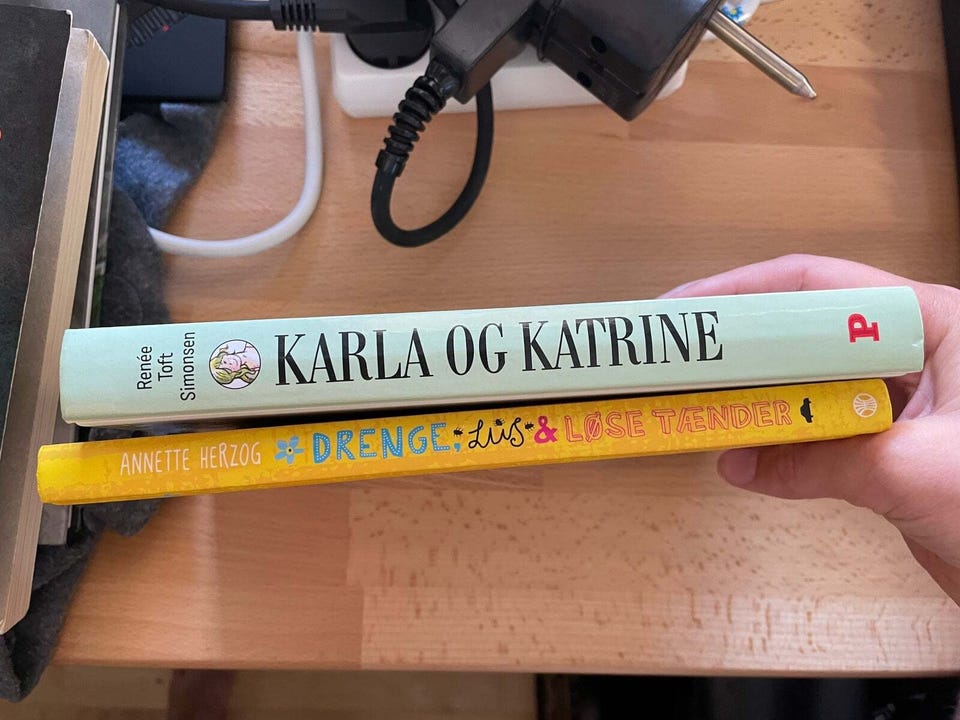 Renée
Toft
Simonsen
KARLA OG KATRINE
P
ANNETTE HERZOG
DRENGE, LUS & LØSE TÆNDER